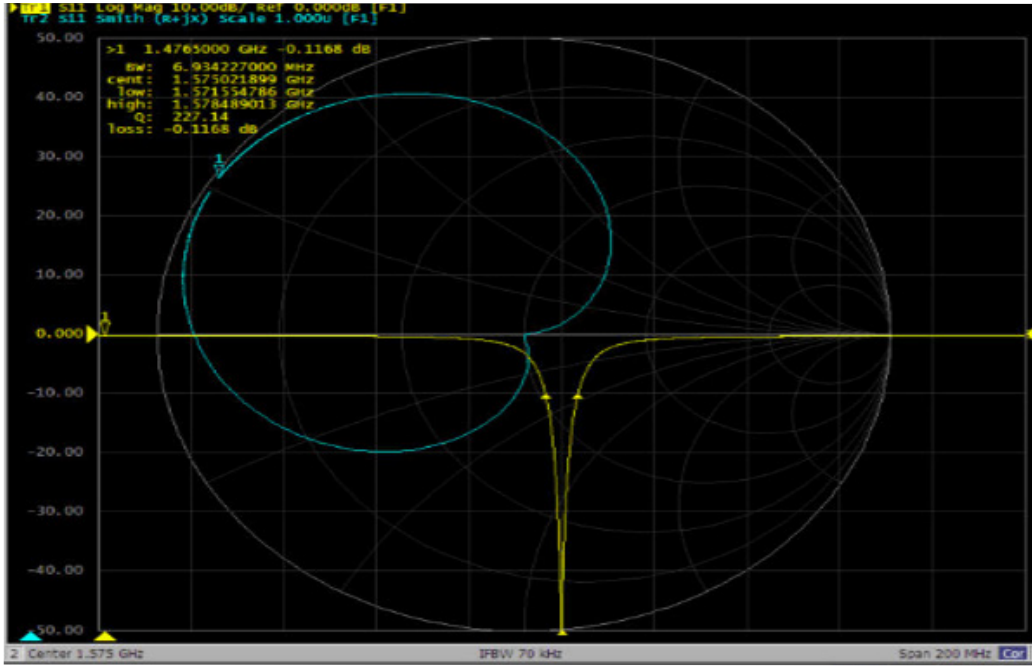 Tr1 S11 Log Mag 10.00dB/ Ref 0.000dB [F1]
Tr2 S11 Smith (R+jX) Scale 1.000U [F1]
50.00
>1 1.4765000 GHz -0.1168 dB
BW: 6.934227000 MHz
cent: 1.575021899 GHz
low: 1.571554786 GHz
high: 1.578489013 GHz
Q: 227.14
loss: -0.1168 dB
40.00
30.00
1
20.00
10.00
1
0.000
-10.00
-20.00
-30.00
-40.00
-50.00
2 Center 1.575 GHz
IFBW 70 kHz
Span 200 MHz Cor